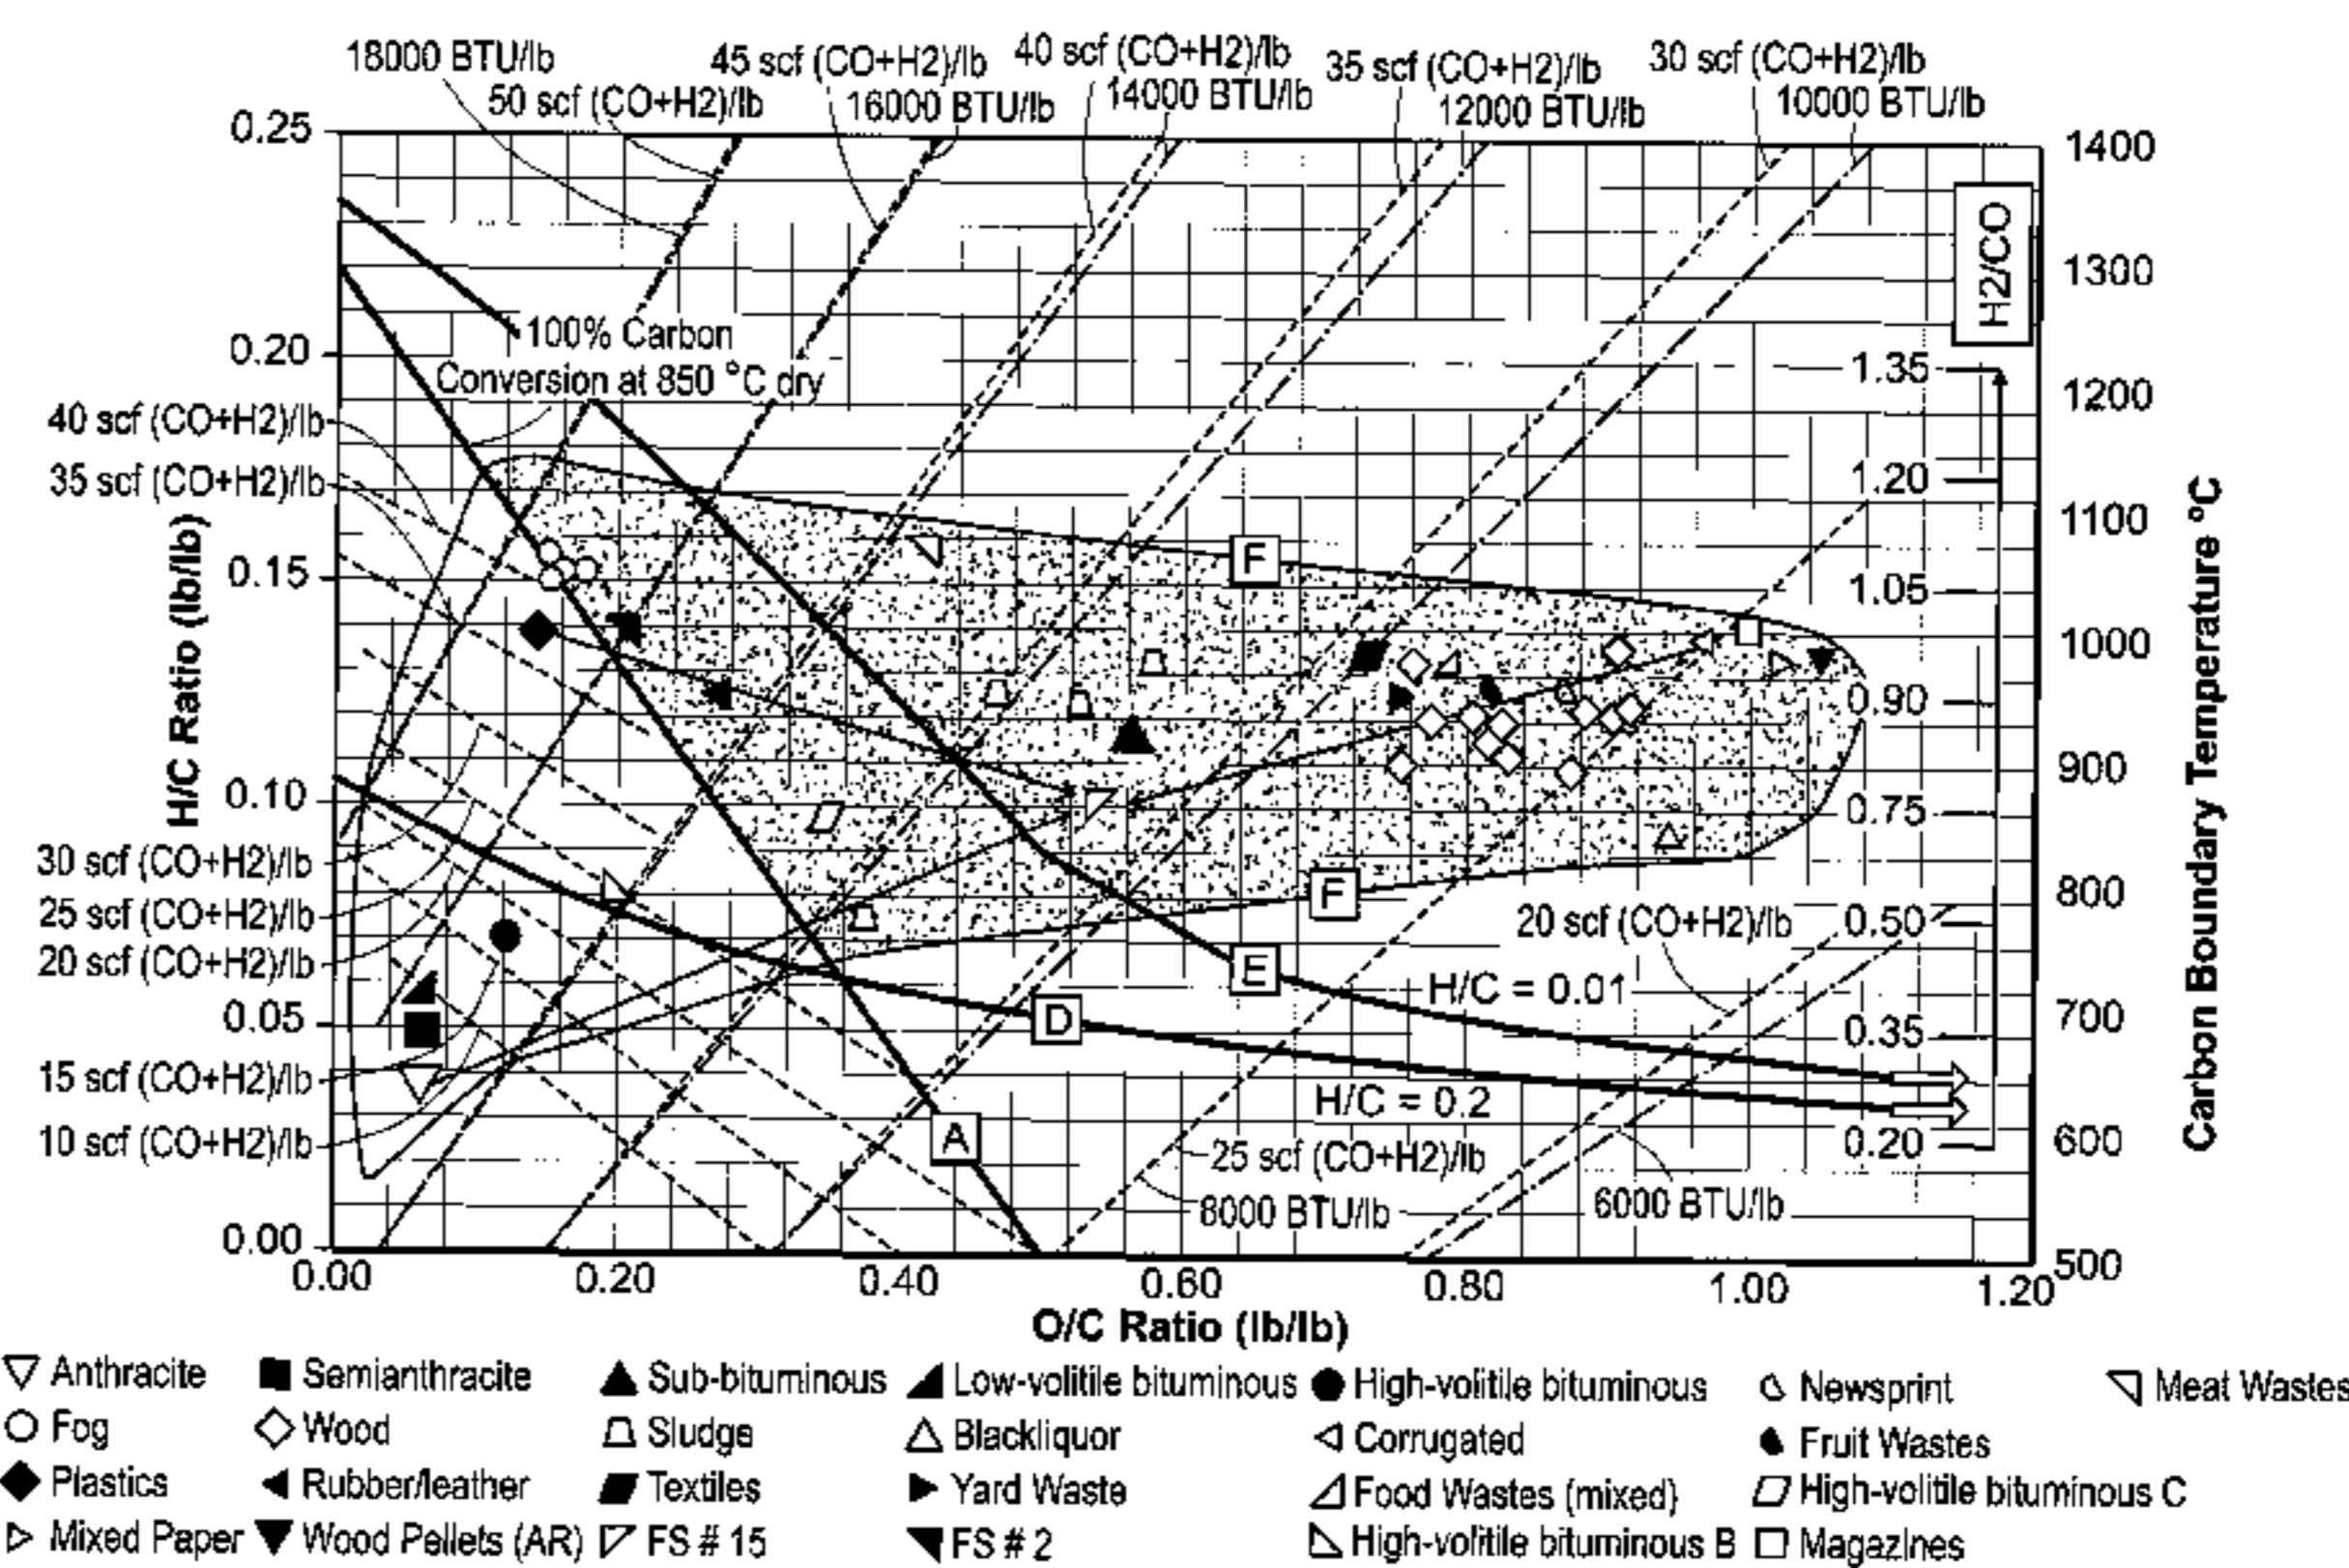 18000 BTU/lb
50 scf (CO+H2)/lb
45 scf (CO+H2)/lb
16000 BTU/lb
40 scf (CO+H2)/lb
14000 BTU/lb
35 scf (CO+H2)/lb
12000 BTU/lb
30 scf (CO+H2)/lb
10000 BTU/lb
0.25
0.20
0.15
0.10
0.05
0.00
H/C Ratio (lb/lb)
40 scf (CO+H2)/lb
35 scf (CO+H2)/lb
30 scf (CO+H2)/lb
25 scf (CO+H2)/lb
20 scf (CO+H2)/lb
15 scf (CO+H2)/lb
10 scf (CO+H2)/lb
100% Carbon
Conversion at 850 °C dry
F
F
E
D
A
H/C = 0.01
H/C = 0.2
20 scf (CO+H2)/lb
25 scf (CO+H2)/lb
8000 BTU/lb
6000 BTU/lb
H2/CO
1.35
1.20
1.05
0.90
0.75
0.50
0.35
0.20
1400
1300
1200
1100
1000
900
800
700
600
500
Carbon Boundary Temperature °C
0.00 0.20 0.40 0.60 0.80 1.00 1.20
O/C Ratio (lb/lb)
Anthracite Semianthracite Sub-bituminous Low-volitile bituminous High-volitile bituminous Newsprint Meat Wastes
Fog Wood Sludge Blackliquor Corrugated Fruit Wastes
Plastics Rubber/leather Textiles Yard Waste Food Wastes (mixed) High-volitile bituminous C
Mixed Paper Wood Pellets (AR) FS # 15 FS # 2 High-volitile bituminous B Magazines